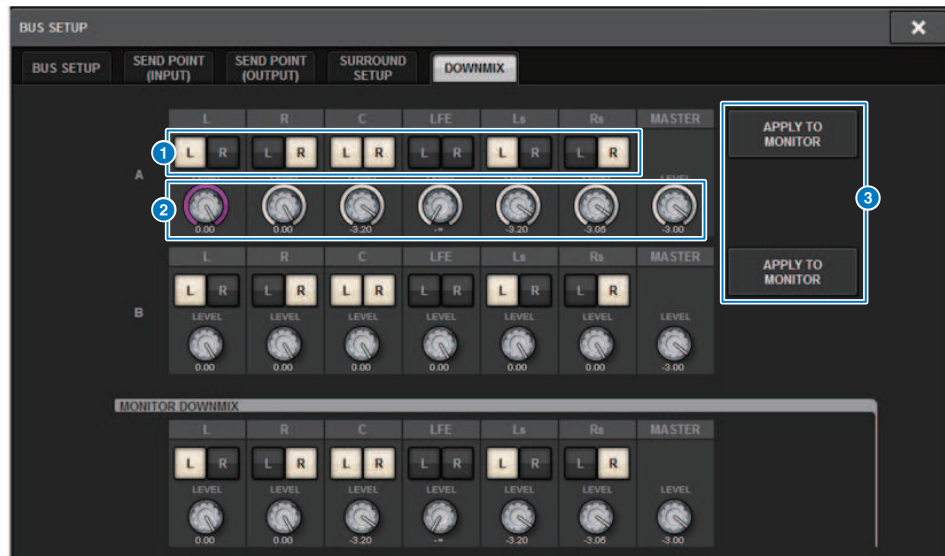 BUS SETUP
BUS SETUP
SEND POINT (INPUT)
SEND POINT (OUTPUT)
SURROUND SETUP
DOWNMIX
L R C LFE Ls Rs MASTER
1
L R L R L R L R L R L R
A
LEVEL
2
0.00 0.00 -3.20 -∞ -3.20 -3.05 -3.00
APPLY TO MONITOR
3
L R C LFE Ls Rs MASTER
L R L R L R L R L R L R
B
LEVEL LEVEL LEVEL LEVEL LEVEL LEVEL LEVEL
0.00 0.00 0.00 0.00 0.00 0.00 -3.00
APPLY TO MONITOR
MONITOR DOWNMIX
L R C LFE Ls Rs MASTER
L R L R L R L R L R L R
LEVEL LEVEL LEVEL LEVEL LEVEL LEVEL LEVEL
0.00 0.00 -3.20 -∞ -3.20 -3.05 -3.00